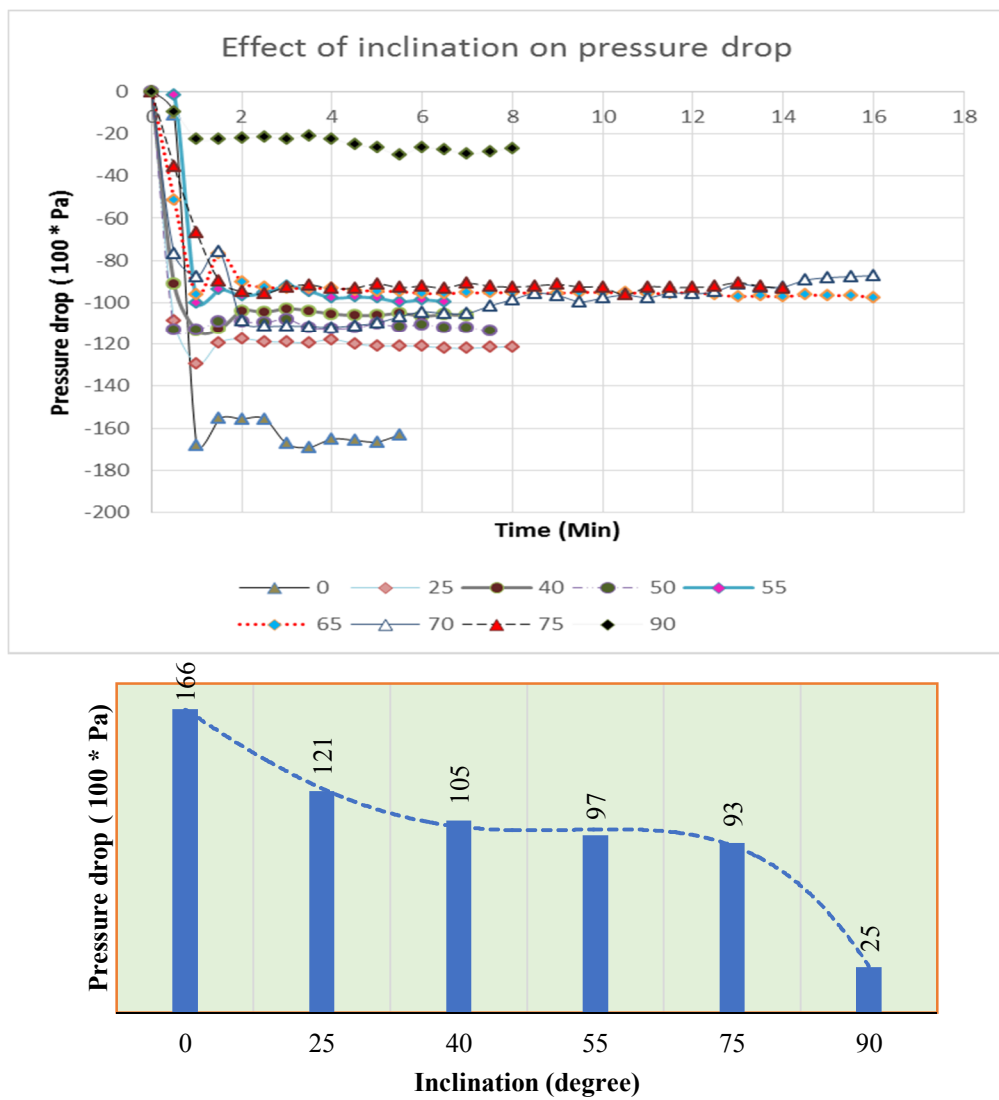 Effect of inclination on pressure drop
0
-20
-40
-60
-80
-100
-120
-140
-160
-180
-200
0 2 4 6 8 10 12 14 16 18
Pressure drop ( 100 * Pa)
Time (Min)
0 25 40 50 55
65 70 75 90
166
121
105
97
93
25
Pressure drop ( 100 * Pa)
0 25 40 55 75 90
Inclination (degree)